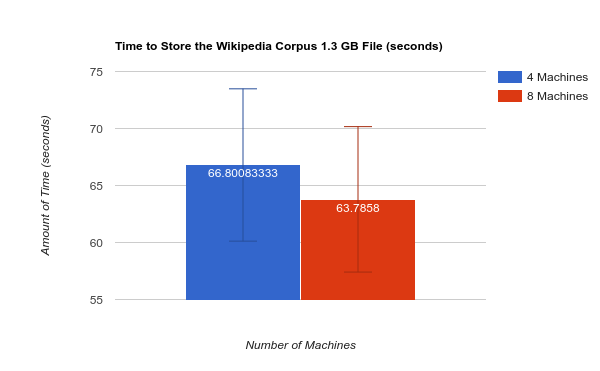 Time to Store the Wikipedia Corpus 1.3 GB File (seconds)
75
70
65
60
55
Amount of Time (seconds)
66.80083333
63.7858
4 Machines
8 Machines
Number of Machines